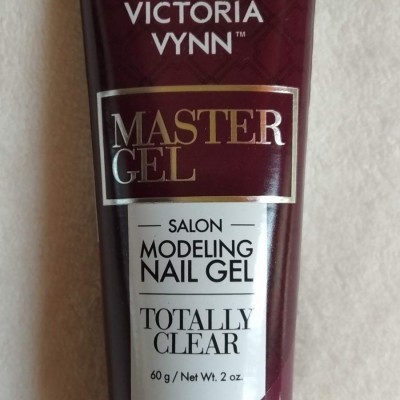 VICTORIA
VYNN™
MASTER
GEL
SALON
MODELING
NAIL GEL
TOTALLY
CLEAR
60 g / Net Wt. 2 oz.